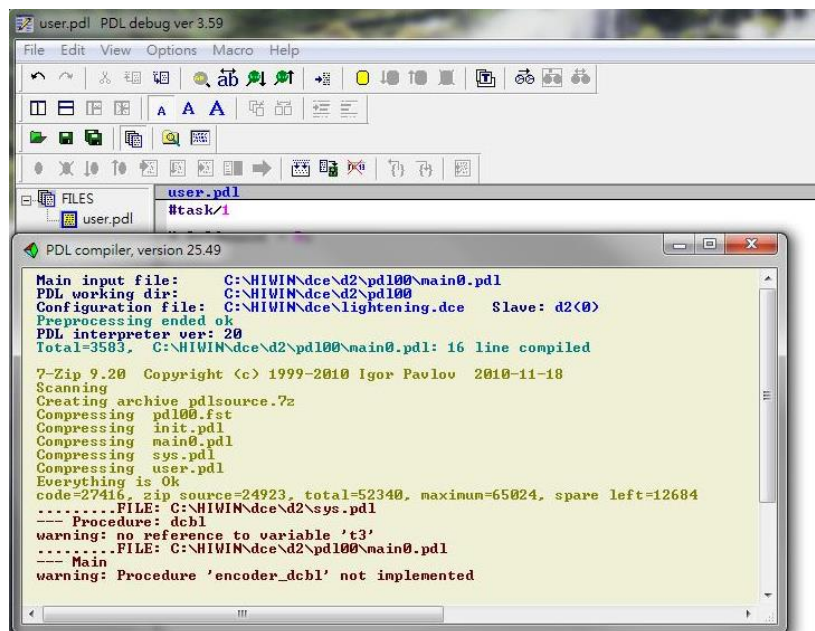 user.pdl PDL debug ver 3.59
File Edit View Options Macro Help
FILES
user.pdl
user.pdl
#task/1
PDL compiler, version 25.49
Main input file: C:\HIWIN\dce\d2\pdl00\main0.pdl
PDL working dir: C:\HIWIN\dce\d2\pdl00
Configuration file: C:\HIWIN\dce\lightening.dce Slave: d2(0)
Preprocessing ended ok
PDL interpreter ver: 20
Total=3583, C:\HIWIN\dce\d2\pdl00\main0.pdl: 16 line compiled
7-Zip 9.20 Copyright (c) 1999-2010 Igor Pavlov 2010-11-18
Scanning
Creating archive pdlsource.7z
Compressing pdl00.fst
Compressing init.pdl
Compressing main0.pdl
Compressing sys.pdl
Compressing user.pdl
Everything is Ok
code=27416, zip source=24923, total=52340, maximum=65024, spare left=12684
.........FILE: C:\HIWIN\dce\d2\sys.pdl
--- Procedure: dcbl
warning: no reference to variable 't3'
.........FILE: C:\HIWIN\dce\d2\pdl00\main0.pdl
--- Main
warning: Procedure 'encoder_dcbl' not implemented